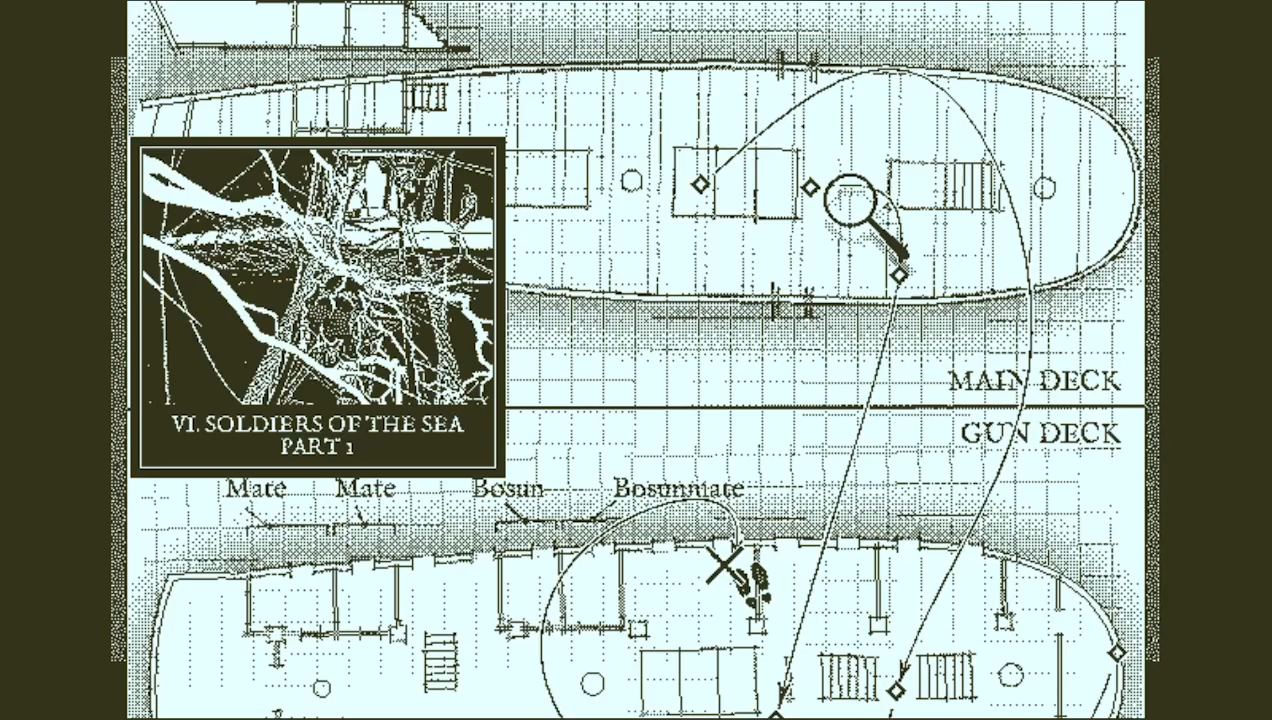 MAIN DECK
GUN DECK
VI. SOLDIERS OF THE SEA
PART 1
Mate
Mate
Bosun
Bosunmate